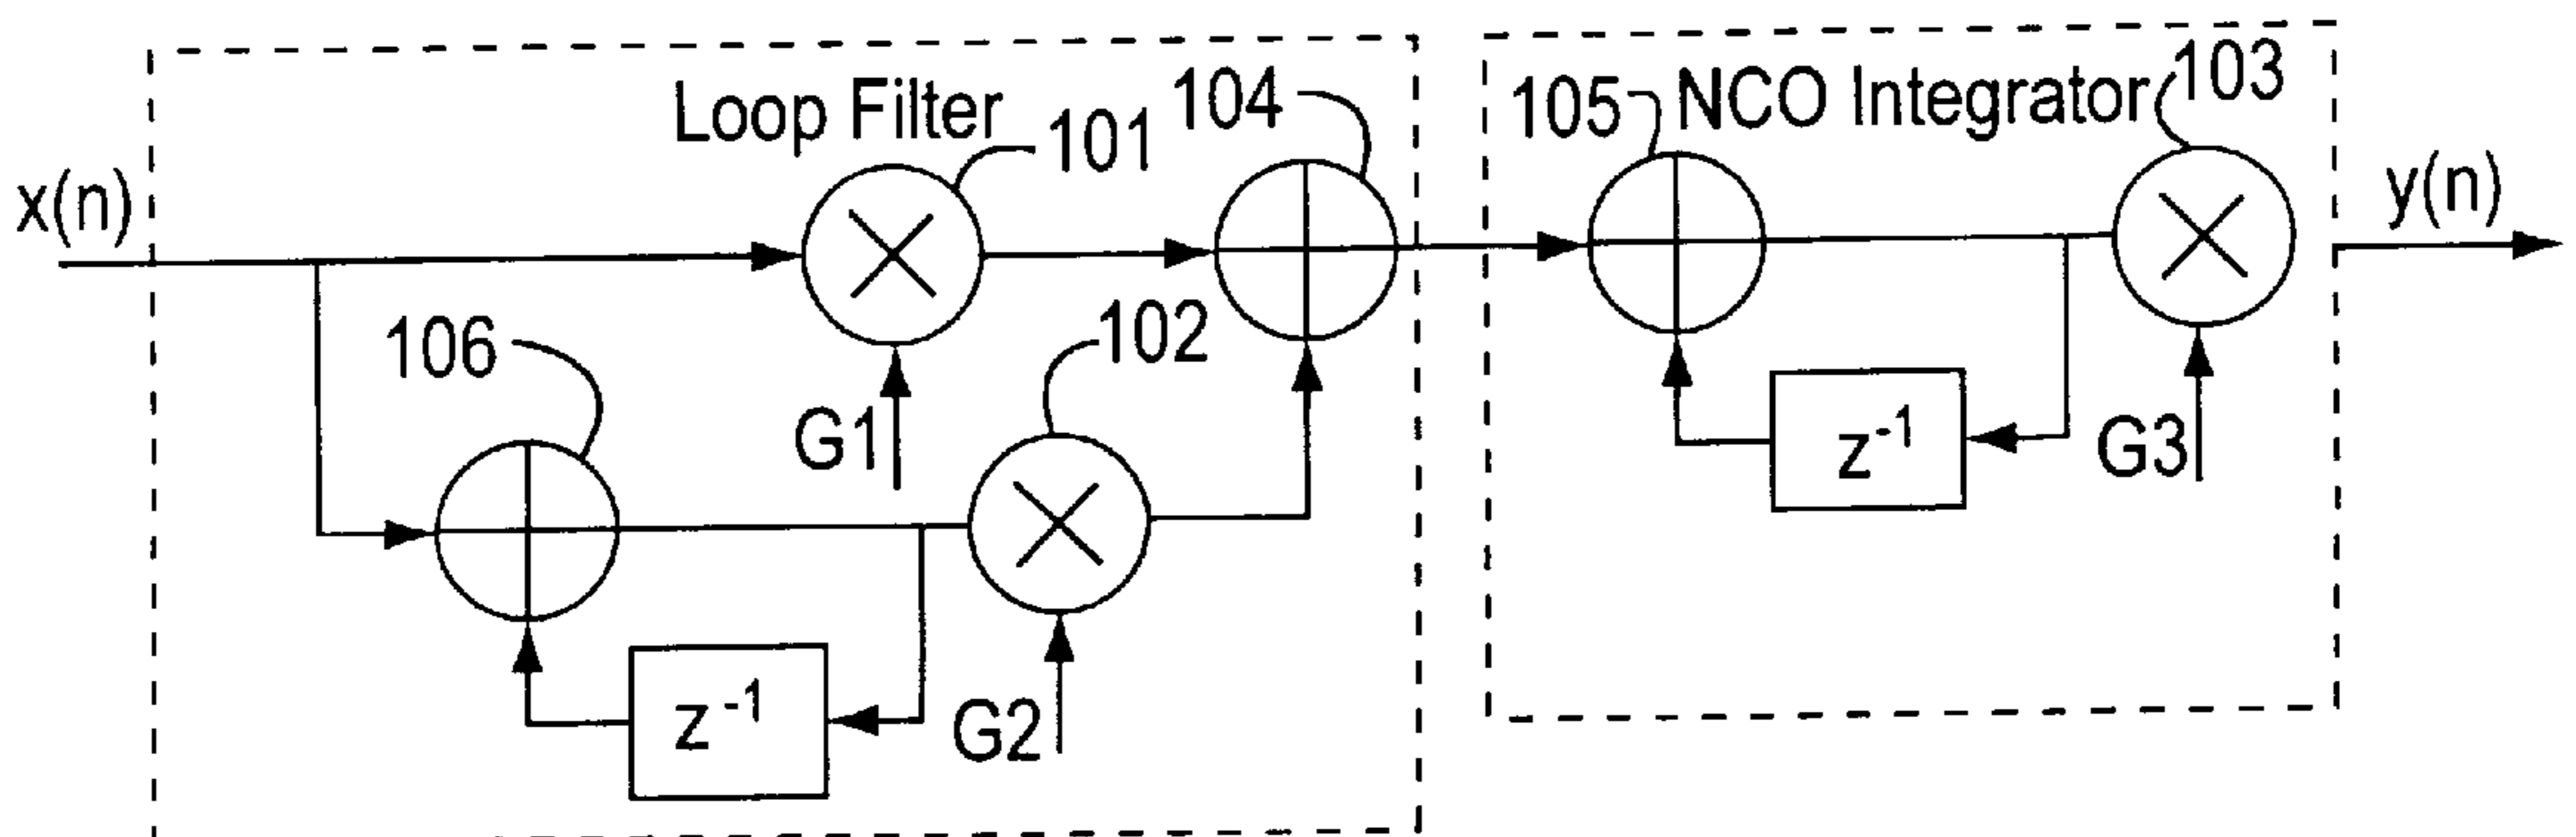 Loop Filter
101
104
105
NCO Integrator
103
x(n)
y(n)
106
G1
102
z-1
G3
z-1
G2